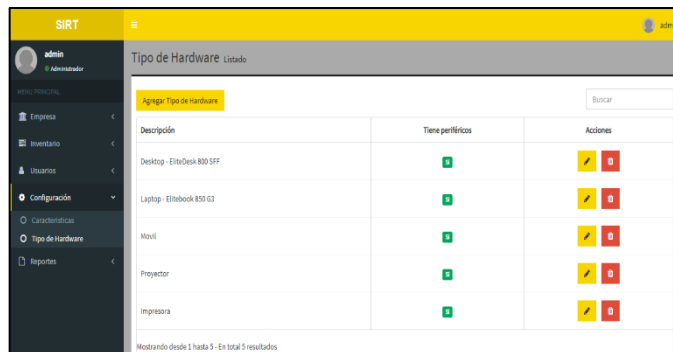 SIRT
adm
admin
Administrador
Tipo de Hardware Listado
MENU PRINCIPAL
Empresa
Inventario
Usuarios
Configuración
Características
Tipo de Hardware
Reportes
Agregar Tipo de Hardware
Buscar
Descripción Tiene periféricos Acciones
Desktop - EliteDesk 800 SFF
Laptop - Elitebook 850 G3
Movil
Proyector
Impresora
Mostrando desde 1 hasta 5 - En total 5 resultados